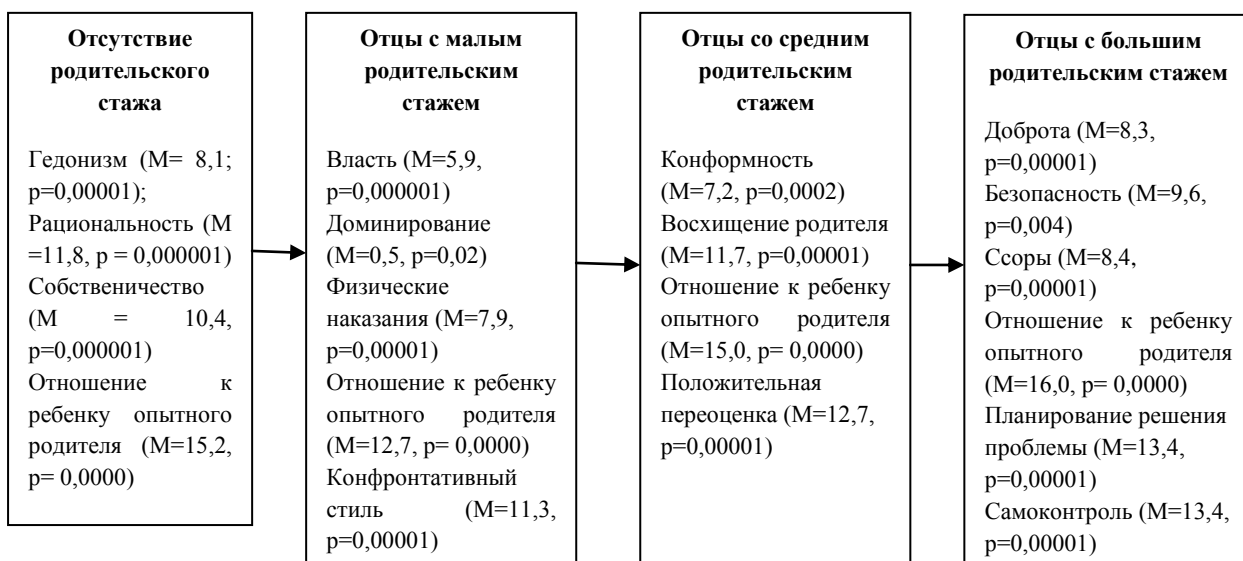 Отсутствие
родительского
стажа
Гедонизм (М= 8,1;
р=0,00001);
Рациональность (М
=11,8, р = 0,000001)
Собственичество
(М = 10,4,
р=0,000001)
Отношение к
ребенку опытного
родителя (М=15,2,
р= 0,0000)
Отцы с малым
родительским
стажем
Власть (М=5,9,
р=0,000001)
Доминирование
(М=0,5, р=0,02)
Физические
наказания (М=7,9,
р=0,00001)
Отношение к ребенку
опытного родителя
(М=12,7, р= 0,0000)
Конфронтативный
стиль (М=11,3,
р=0,00001)
Отцы со средним
родительским
стажем
Конформность
(М=7,2, р=0,0002)
Восхищение родителя
(М=11,7, р=0,00001)
Отношение к ребенку
опытного родителя
(М=15,0, р= 0,0000)
Положительная
переоценка (М=12,7,
р=0,00001)
Отцы с большим
родительским стажем
Доброта (М=8,3,
р=0,00001)
Безопасность (М=9,6,
р=0,004)
Ссоры (М=8,4,
р=0,00001)
Отношение к ребенку
опытного родителя
(М=16,0, р= 0,0000)
Планирование решения
проблемы (М=13,4,
р=0,00001)
Самоконтроль (М=13,4,
р=0,00001)